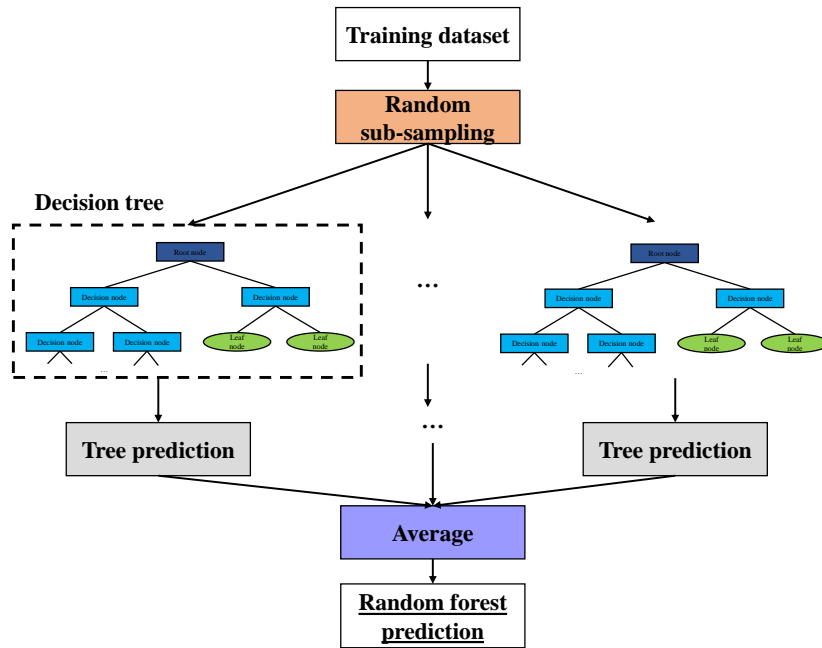 Training dataset
Random
sub-sampling
Decision tree
Root node
Decision node
Decision node
Decision node
Decision node
Leaf
node
Leaf
node
...
...
Root node
Decision node
Decision node
Decision node
Decision node
Leaf
node
Leaf
node
...
Tree prediction
...
Tree prediction
Average
Random forest
prediction